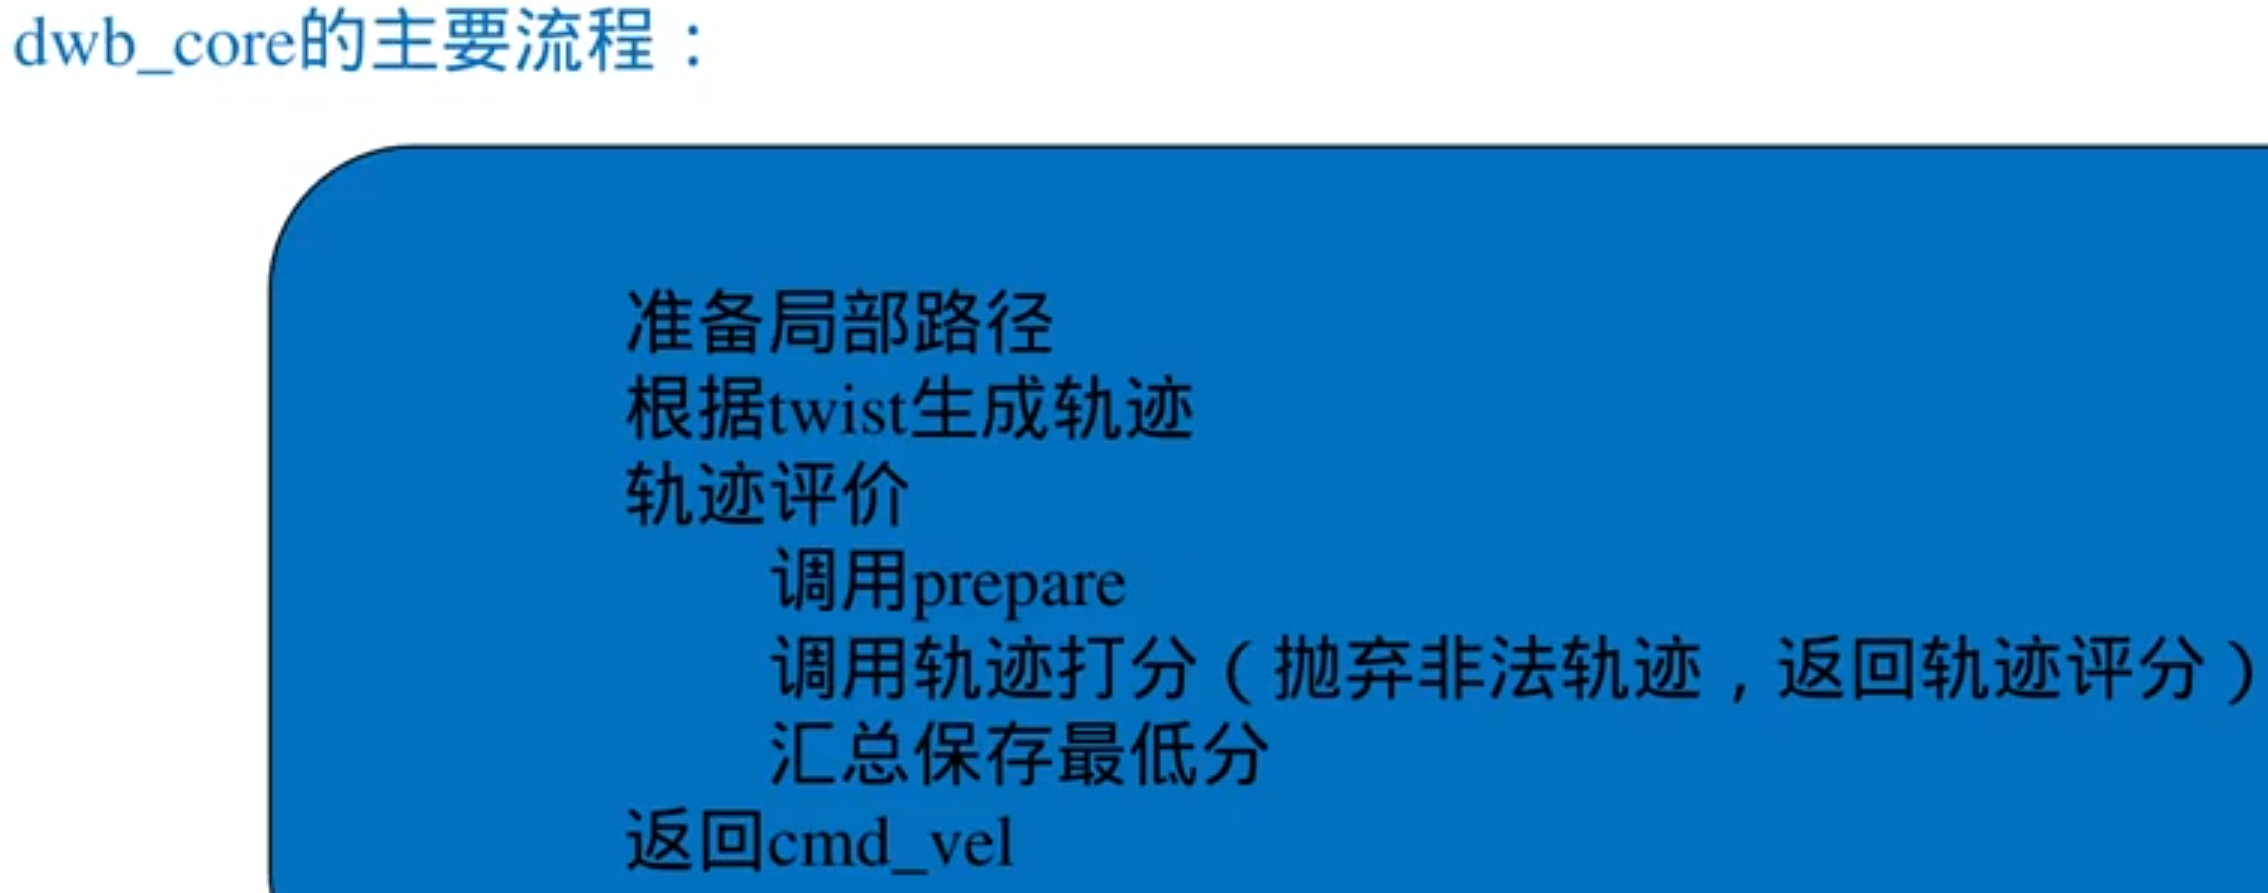 dwb_core的主要流程：
准备局部路径
根据twist生成轨迹
轨迹评价
调用prepare
调用轨迹打分（抛弃非法轨迹，返回轨迹评分）
汇总保存最低分
返回cmd_vel